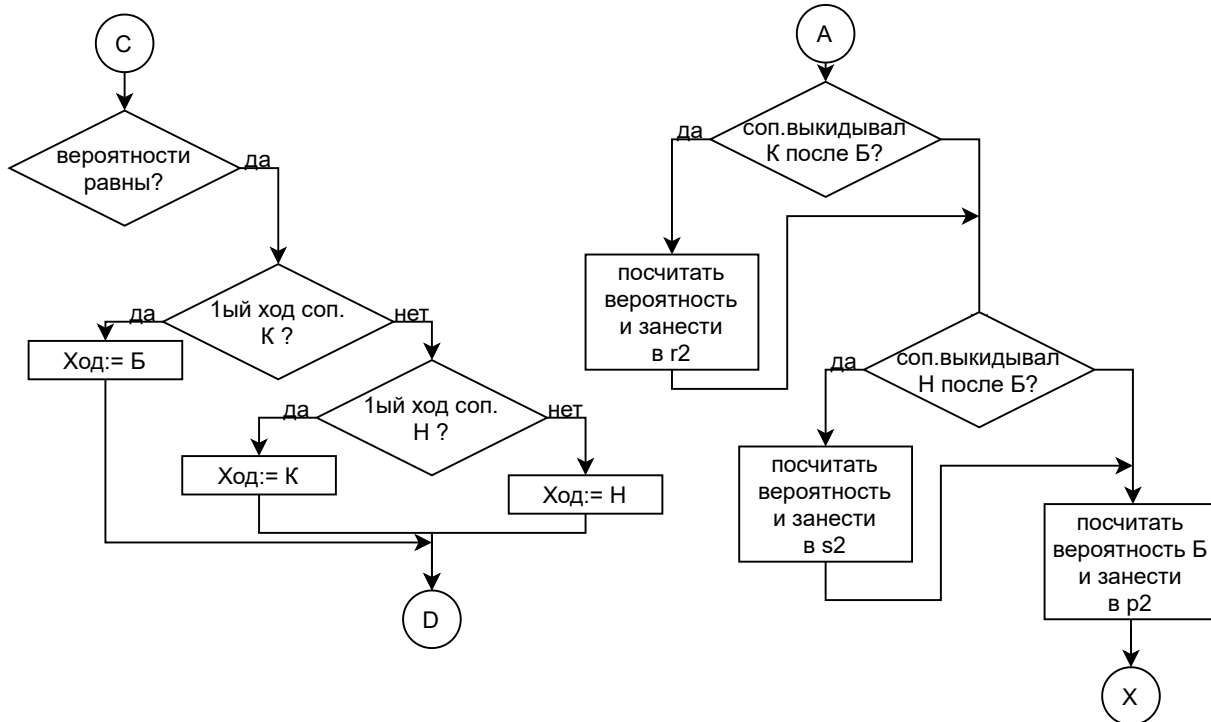 C
вероятности
равны?
да
1ый ход соп.
К ?
да
нет
Ход:= Б
1ый ход соп.
Н ?
да
нет
Ход:= К
Ход:= Н
D
A
соп.выкидывал
К после Б?
да
посчитать
вероятность
и занести
в r2
соп.выкидывал
Н после Б?
да
посчитать
вероятность
и занести
в s2
посчитать
вероятность Б
и занести
в p2
X